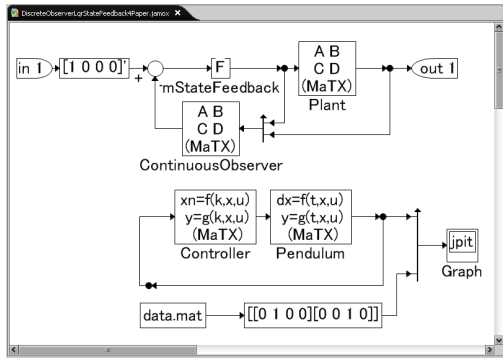 DiscreteObserverLqrStateFeedback4Paper.jamox
in 1
[1 0 0 0]'
+
F
mStateFeedback
A B
C D
(MaTX)
Plant
out 1
A B
C D
(MaTX)
ContinuousObserver
xn=f(k,x,u)
y=g(k,x,u)
(MaTX)
Controller
dx=f(t,x,u)
y=g(t,x,u)
(MaTX)
Pendulum
jpit
Graph
data.mat
[[0 1 0 0][0 0 1 0]]